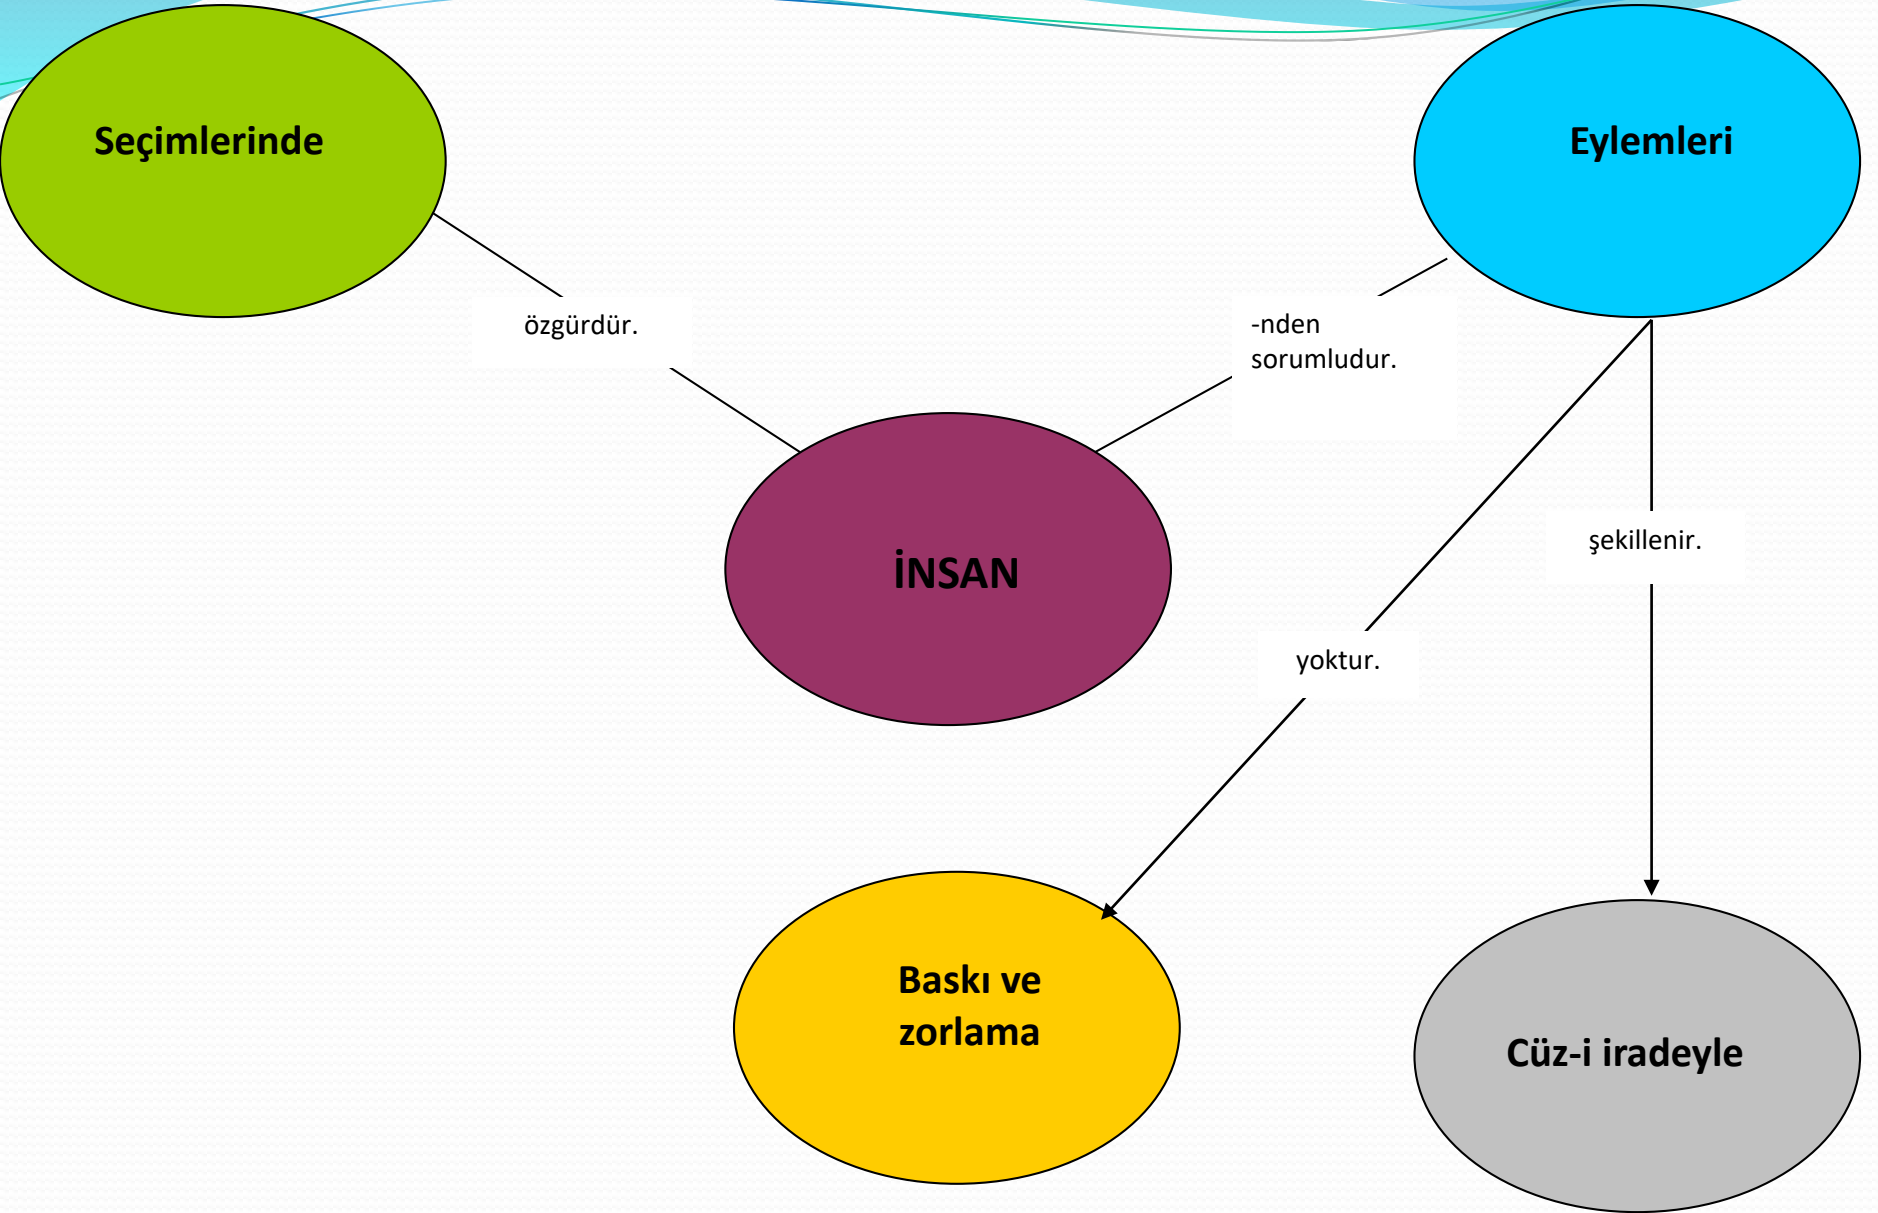 Seçimlerinde
Eylemleri
özgürdür.
-nden
sorumludur.
İNSAN
şekillenir.
yoktur.
Baskı ve
zorlama
Cüz-i iradeyle